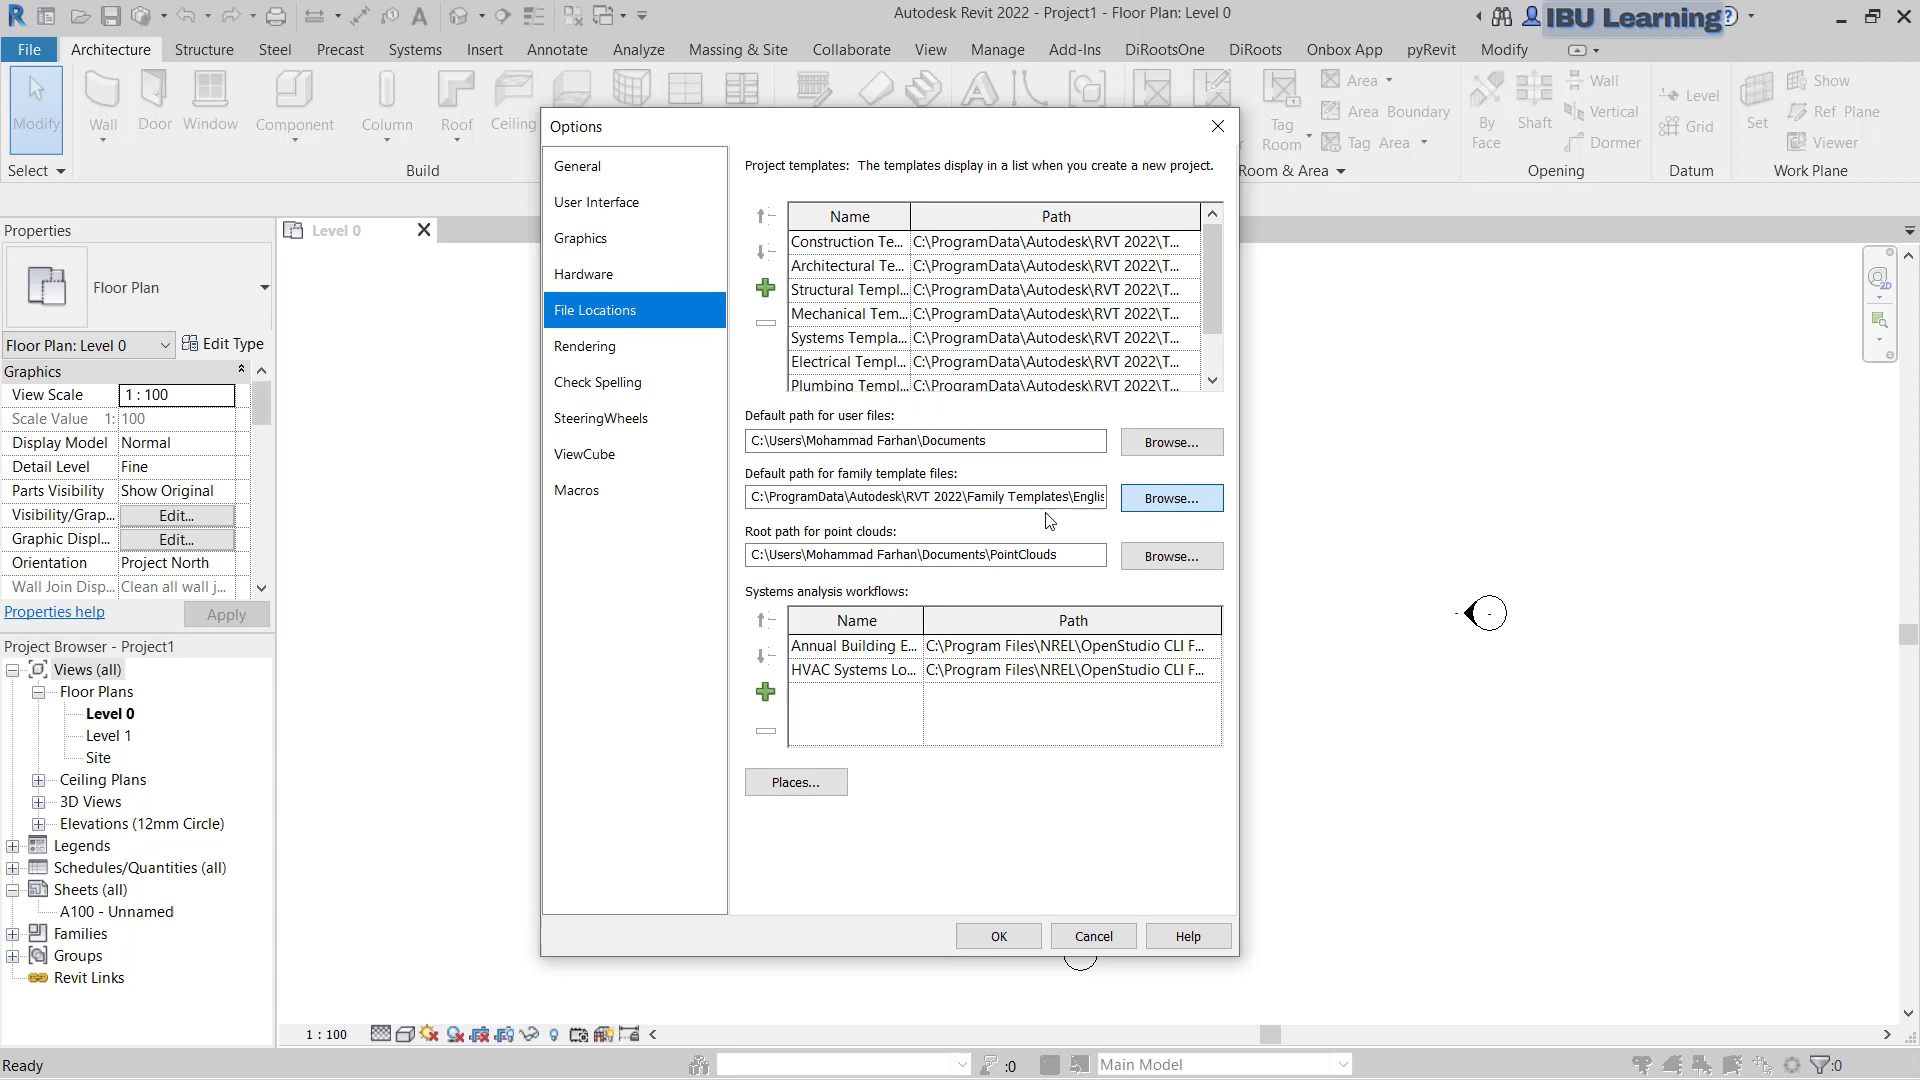 Autodesk Revit 2022 - Project1 - Floor Plan: Level 0
IBU Learning
File Architecture Structure Steel Precast Systems Insert Annotate Analyze Massing & Site Collaborate View Manage Add-Ins DiRootsOne DiRoots Onbox App pyRevit Modify
Modify
Wall
Door
Window
Component
Column
Roof
Ceiling
Tag
Room
Area
Area Boundary
Tag Area
By
Face
Shaft
Wall
Vertical
Dormer
Level
Grid
Set
Show
Ref Plane
Viewer
Select
Build
Room & Area
Opening
Datum
Work Plane
Properties
Floor Plan
Floor Plan: Level 0
Edit Type
Graphics
View Scale 1 : 100
Scale Value 1: 100
Display Model Normal
Detail Level Fine
Parts Visibility Show Original
Visibility/Grap... Edit...
Graphic Displ... Edit...
Orientation Project North
Wall Join Disp... Clean all wall j...
Properties help
Apply
Project Browser - Project1
Views (all)
Floor Plans
Level 0
Level 1
Site
Ceiling Plans
3D Views
Elevations (12mm Circle)
Legends
Schedules/Quantities (all)
Sheets (all)
A100 - Unnamed
Families
Groups
Revit Links
Level 0
Options
General
User Interface
Graphics
Hardware
File Locations
Rendering
Check Spelling
SteeringWheels
ViewCube
Macros
Project templates: The templates display in a list when you create a new project.
Name Path
Construction Te... C:\ProgramData\Autodesk\RVT 2022\T...
Architectural Te... C:\ProgramData\Autodesk\RVT 2022\T...
Structural Templ... C:\ProgramData\Autodesk\RVT 2022\T...
Mechanical Tem... C:\ProgramData\Autodesk\RVT 2022\T...
Systems Templa... C:\ProgramData\Autodesk\RVT 2022\T...
Electrical Templ... C:\ProgramData\Autodesk\RVT 2022\T...
Plumbing Templ... C:\ProgramData\Autodesk\RVT 2022\T...
Default path for user files:
C:\Users\Mohammad Farhan\Documents
Browse...
Default path for family template files:
C:\ProgramData\Autodesk\RVT 2022\Family Templates\Englis
Browse...
Root path for point clouds:
C:\Users\Mohammad Farhan\Documents\PointClouds
Browse...
Systems analysis workflows:
Name Path
Annual Building E... C:\Program Files\NREL\OpenStudio CLI F...
HVAC Systems Lo... C:\Program Files\NREL\OpenStudio CLI F...
Places...
OK
Cancel
Help
2D
1 : 100
Ready
:0
Main Model
:0